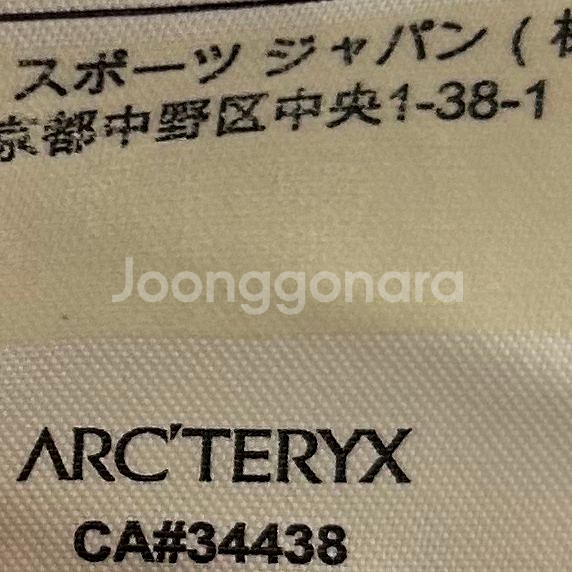 スポーツ ジャパン (株
京都中野区中央1-38-1
Joonggonara
ARC'TERYX
CA#34438